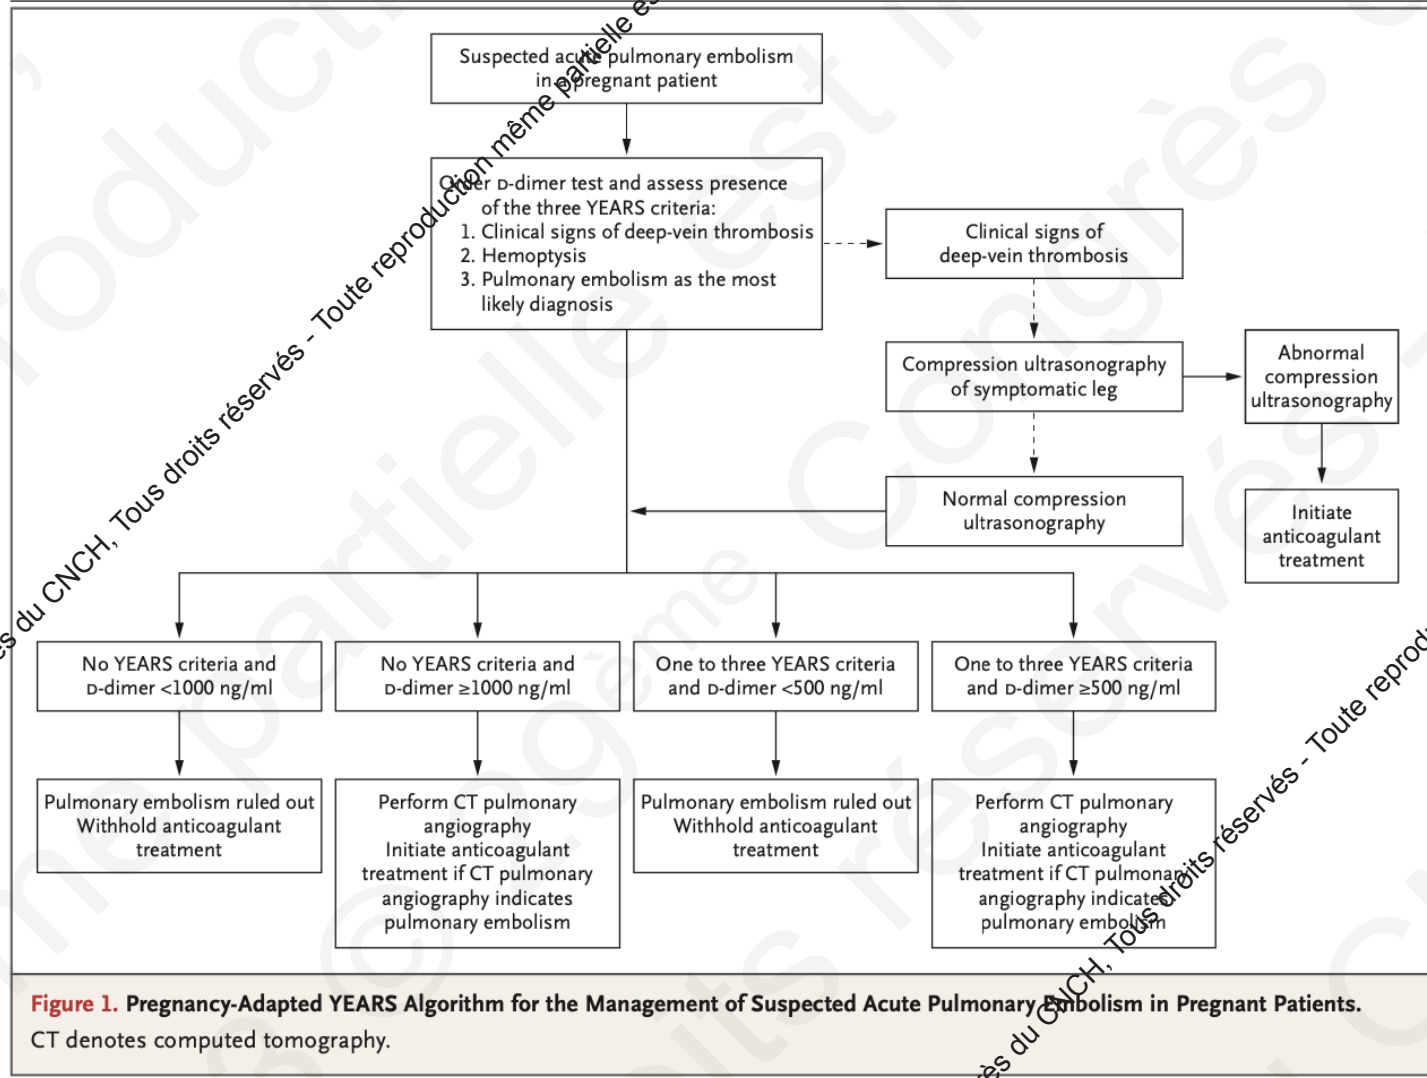 Suspected acute pulmonary embolism
in a pregnant patient
Order D-dimer test and assess presence
of the three YEARS criteria:
1. Clinical signs of deep-vein thrombosis
2. Hemoptysis
3. Pulmonary embolism as the most
likely diagnosis
Clinical signs of
deep-vein thrombosis
Compression ultrasonography
of symptomatic leg
Abnormal
compression
ultrasonography
Normal compression
ultrasonography
Initiate
anticoagulant
treatment
No YEARS criteria and
D-dimer <1000 ng/ml
No YEARS criteria and
D-dimer ≥1000 ng/ml
One to three YEARS criteria
and D-dimer <500 ng/ml
One to three YEARS criteria
and D-dimer ≥500 ng/ml
Pulmonary embolism ruled out
Withhold anticoagulant
treatment
Perform CT pulmonary
angiography
Initiate anticoagulant
treatment if CT pulmonary
angiography indicates
pulmonary embolism
Pulmonary embolism ruled out
Withhold anticoagulant
treatment
Perform CT pulmonary
angiography
Initiate anticoagulant
treatment if CT pulmonary
angiography indicates
pulmonary embolism
Figure 1. Pregnancy-Adapted YEARS Algorithm for the Management of Suspected Acute Pulmonary Embolism in Pregnant Patients.
CT denotes computed tomography.
du CNCH, Tous droits réservés - Toute reproduction même partielle
du CNCH, Tous droits réservés - Toute
partielle est
© 29ème Congrès
réservés -